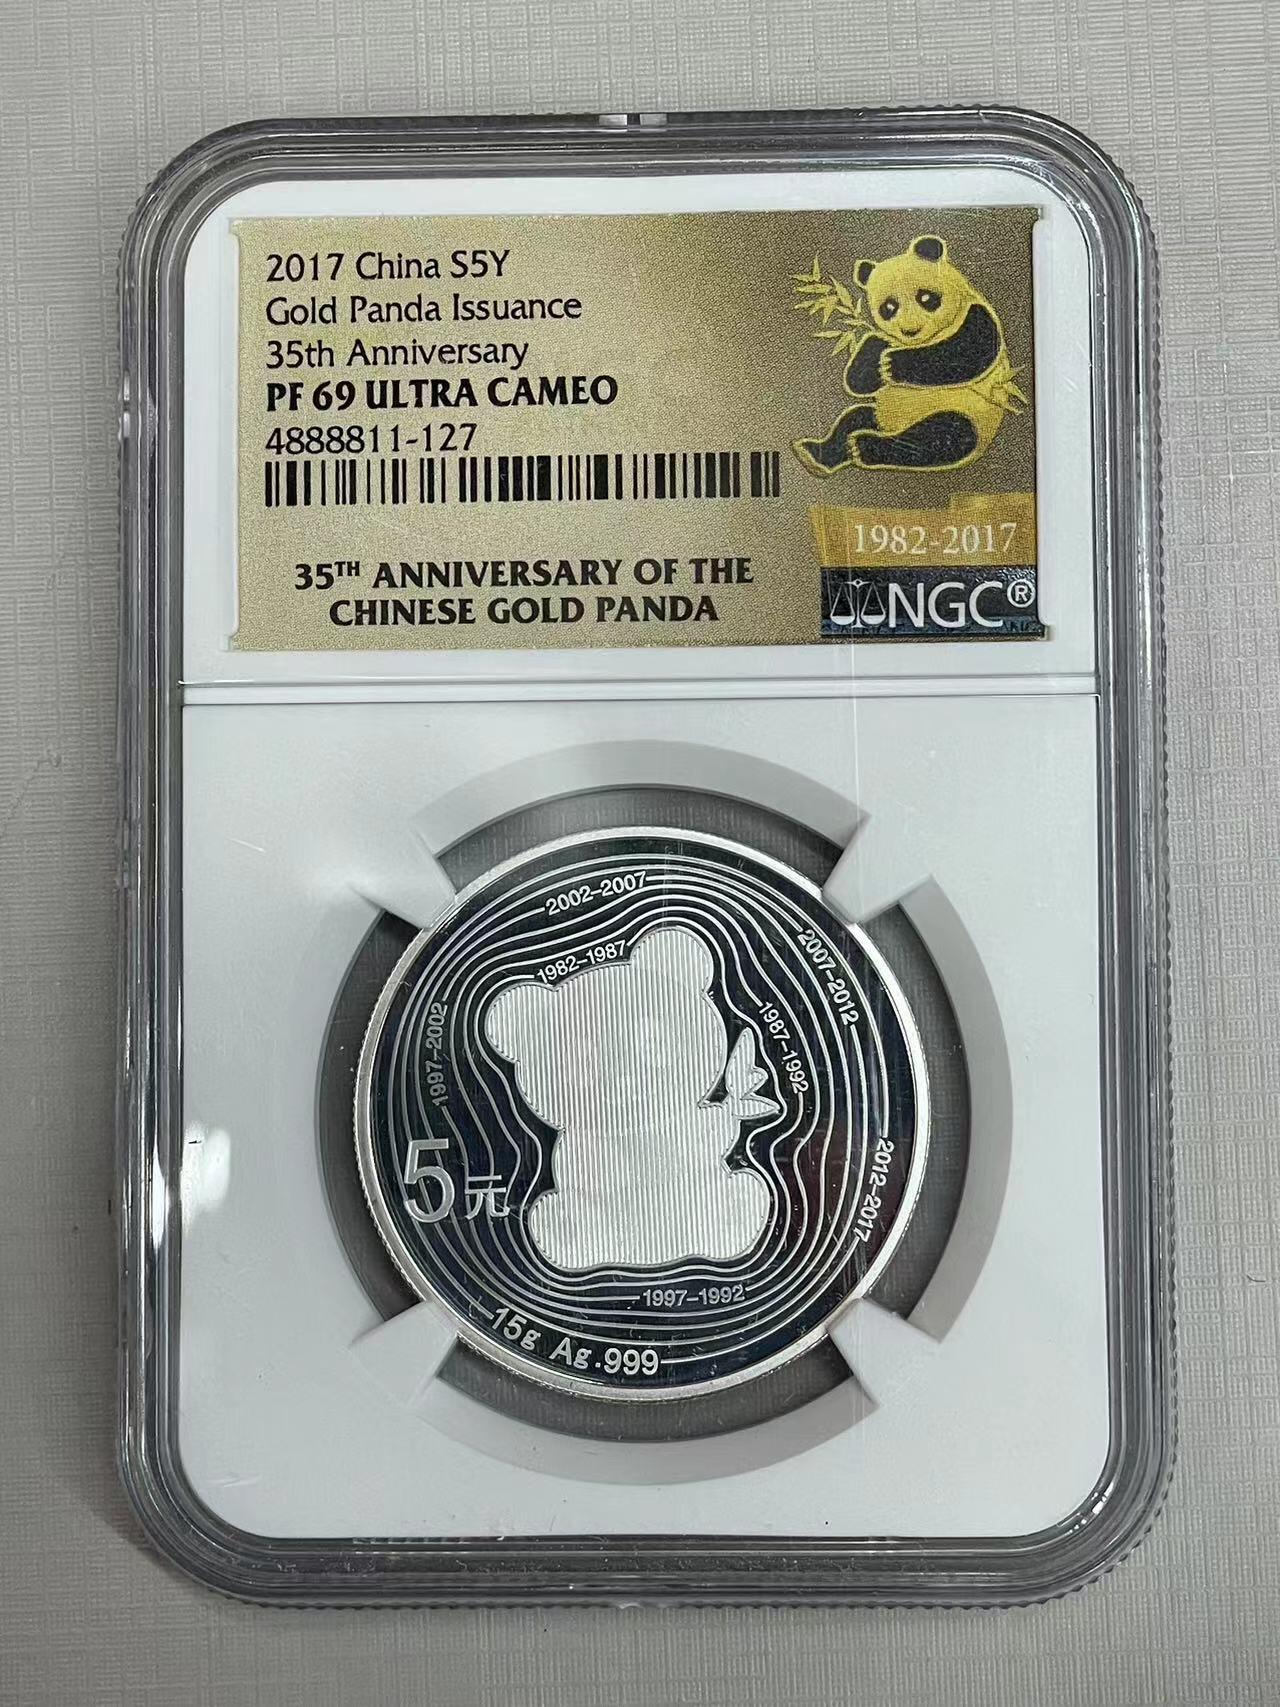 2017 China S5Y
Gold Panda Issuance
35th Anniversary
PF 69 ULTRA CAMEO
4888811-127
1982-2017
35TH ANNIVERSARY OF THE
CHINESE GOLD PANDA
NGC®
2002-2007
1982-1987
2007-2012
1987-1992
1997-2002
5元
2012-2017
1997-1992
15g Ag.999